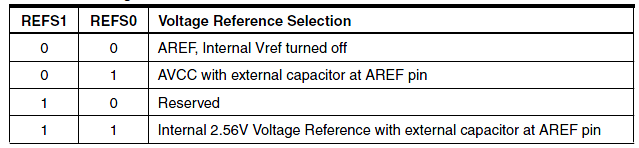 REFS1 REFS0 Voltage Reference Selection
0 0 AREF, Internal Vref turned off
0 1 AVCC with external capacitor at AREF pin
1 0 Reserved
1 1 Internal 2.56V Voltage Reference with external capacitor at AREF pin